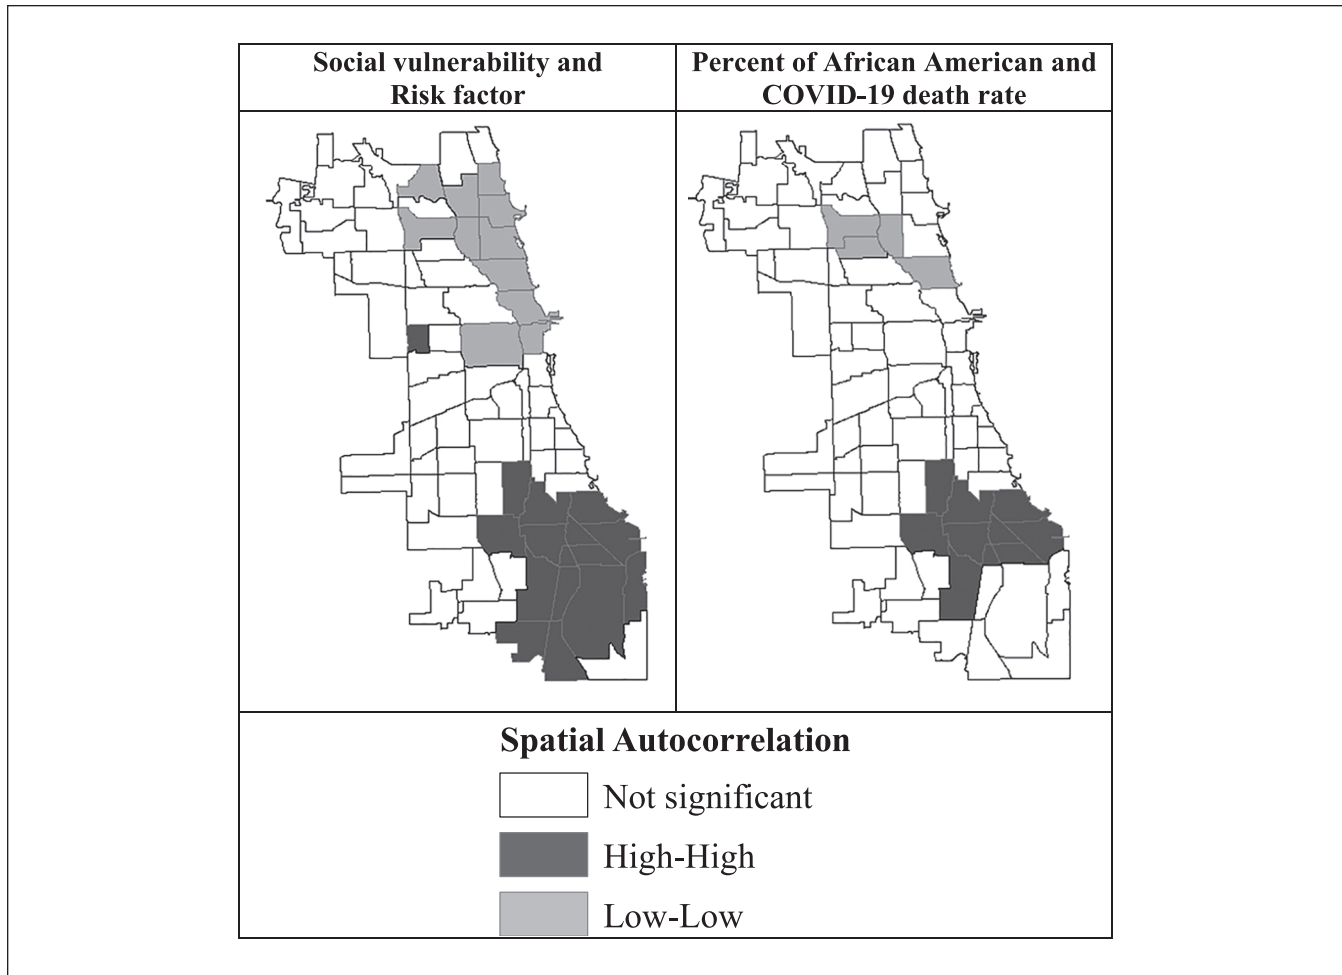 Social vulnerability and
Risk factor
Percent of African American and
COVID-19 death rate
Spatial Autocorrelation
Not significant
High-High
Low-Low